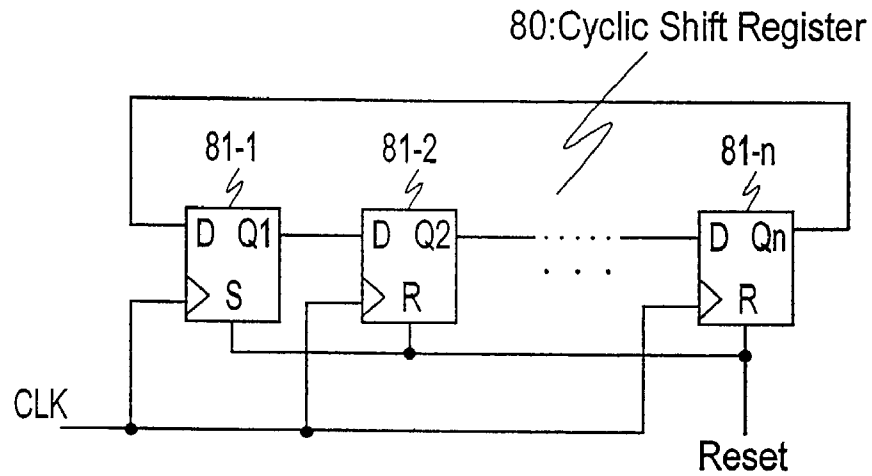 80:Cyclic Shift Register
81-1
81-2
81-n
D Q1
D Q2
.....
D Qn
S
R
...
R
CLK
Reset